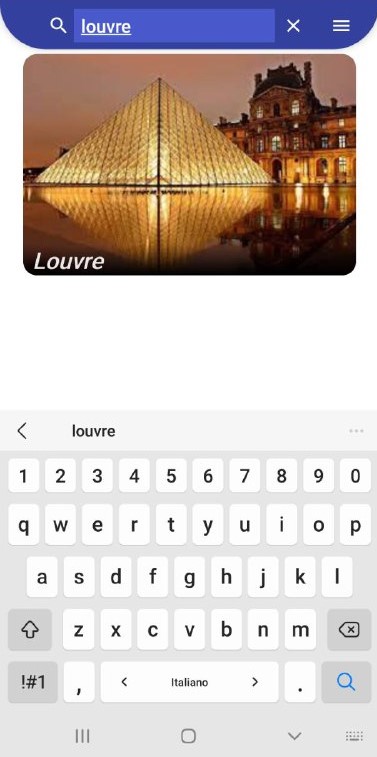 louvre
Louvre
louvre
1 2 3 4 5 6 7 8 9 0
q w e r t y u i o p
a s d f g h j k l
z x c v b n m
!#1 , < Italiano > .